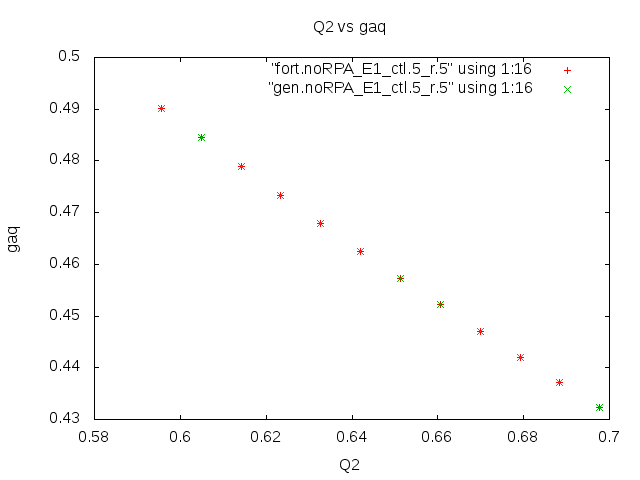 Q2 vs gaq
"fort.noRPA_E1_ctl.5_r.5" using 1:16
"gen.noRPA_E1_ctl.5_r.5" using 1:16
0.5
0.49
0.48
0.47
0.46
0.45
0.44
0.43
gaq
0.58 0.6 0.62 0.64 0.66 0.68 0.7
Q2